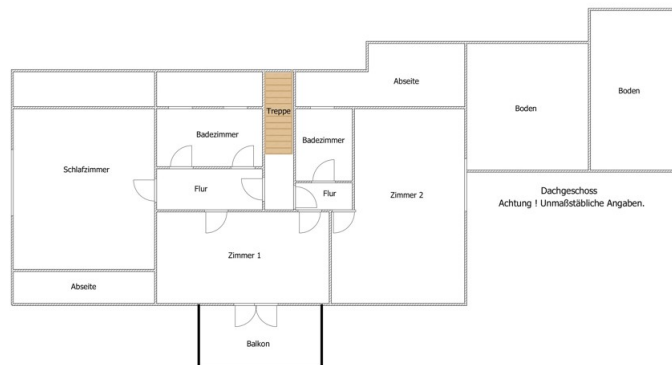 Abseite
Boden
Boden
Treppe
Badezimmer
Badezimmer
Schlafzimmer
Flur
Flur
Zimmer 2
Dachgeschoss
Achtung ! Unmaßstäbliche Angaben.
Zimmer 1
Abseite
Balkon